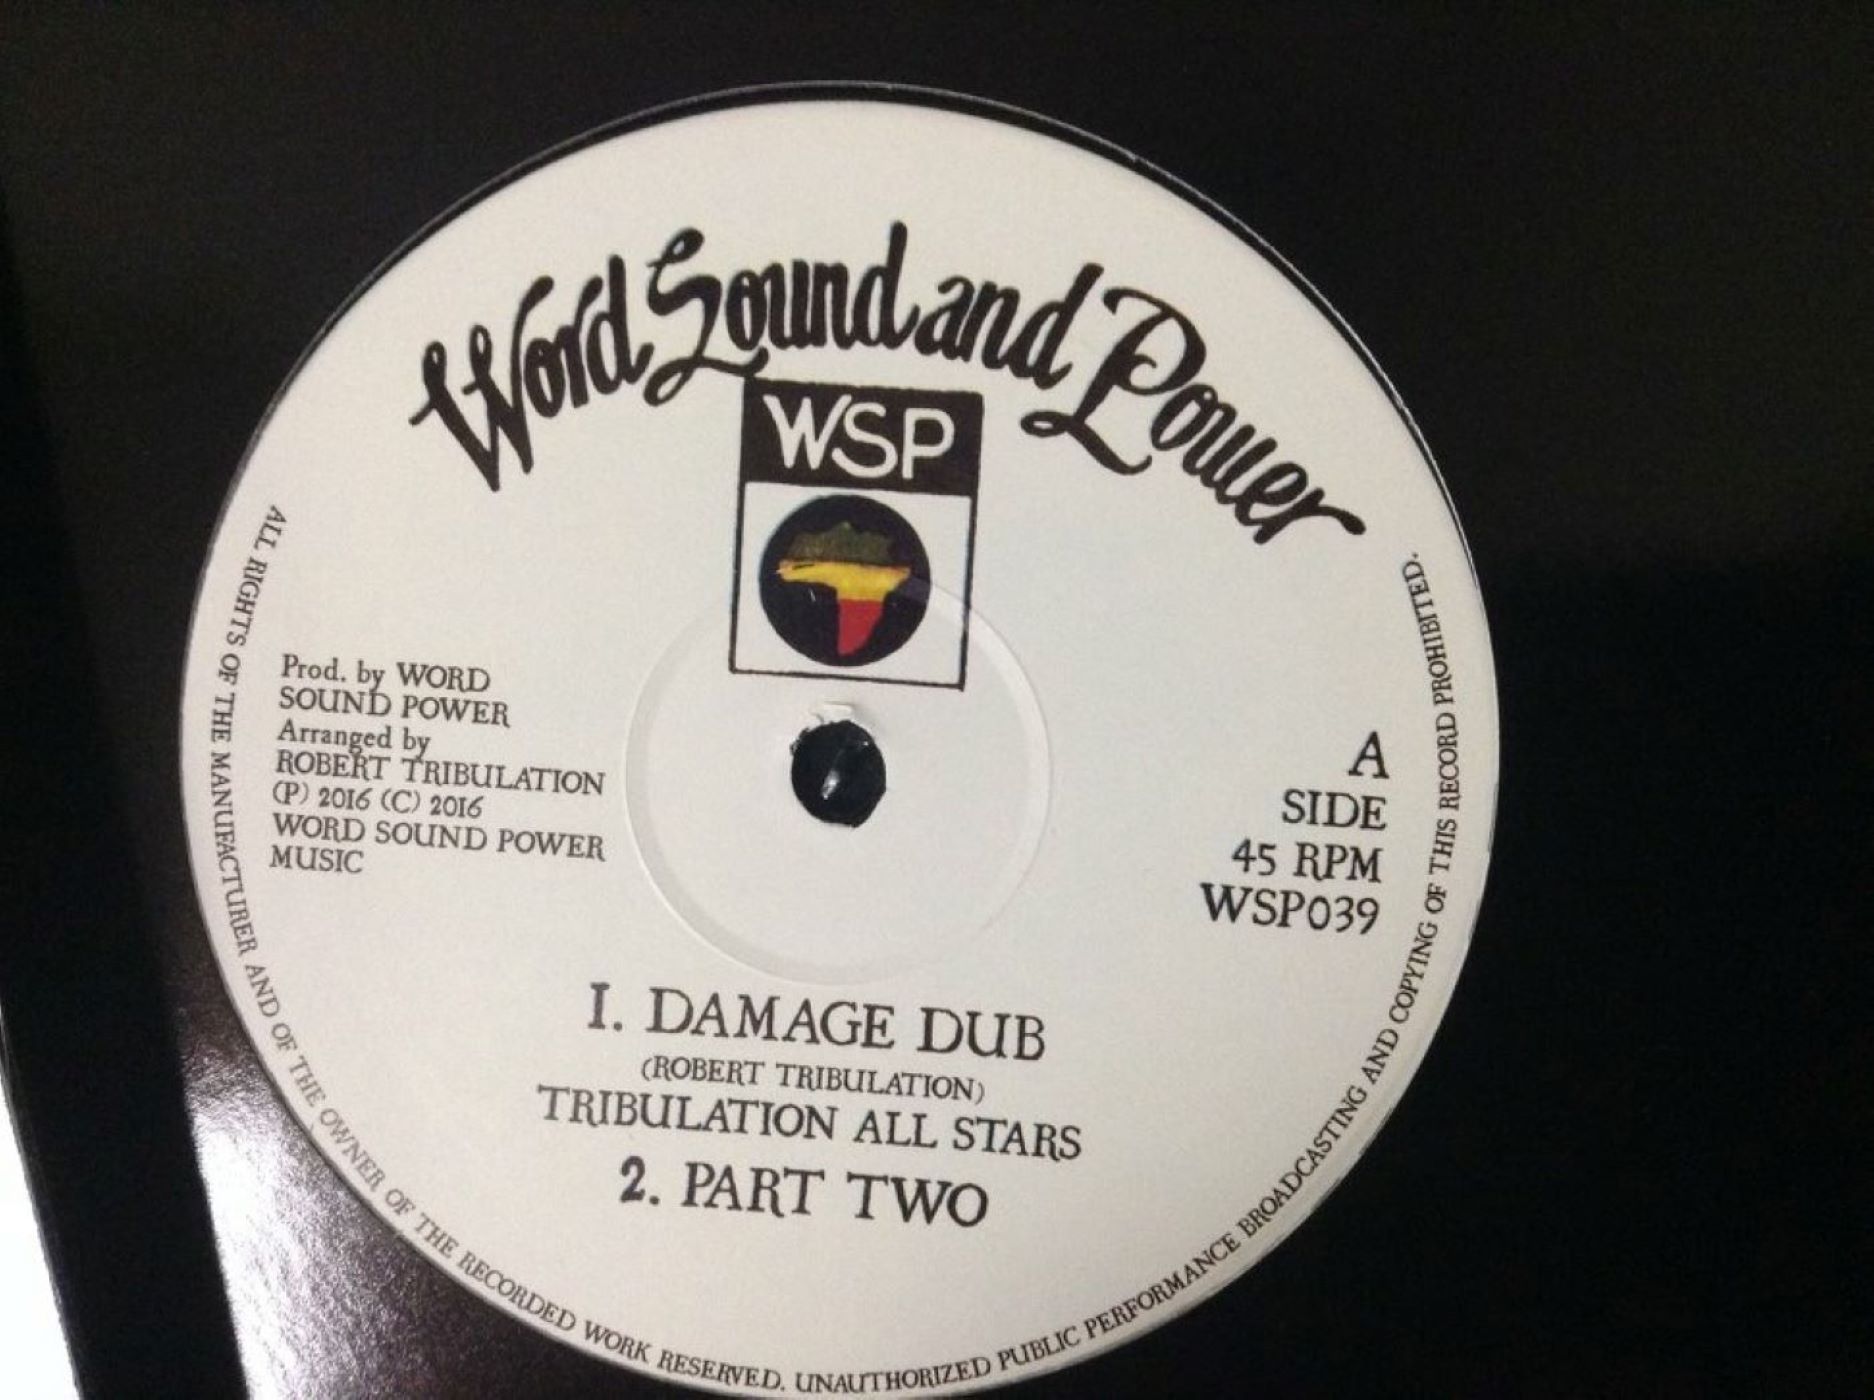 Word Sound and Power
WSP
Prod. by WORD
SOUND POWER
Arranged by
ROBERT TRIBULATION
(P) 2016 (C) 2016
WORD SOUND POWER
MUSIC
A
SIDE
45 RPM
WSP039
1. DAMAGE DUB
(ROBERT TRIBULATION)
TRIBULATION ALL STARS
2. PART TWO
ALL RIGHTS OF THE MANUFACTURER AND OF THE OWNER OF THE RECORDED WORK RESERVED. UNAUTHORIZED PUBLIC PERFORMANCE BROADCASTING AND COPYING OF THIS RECORD PROHIBITED.